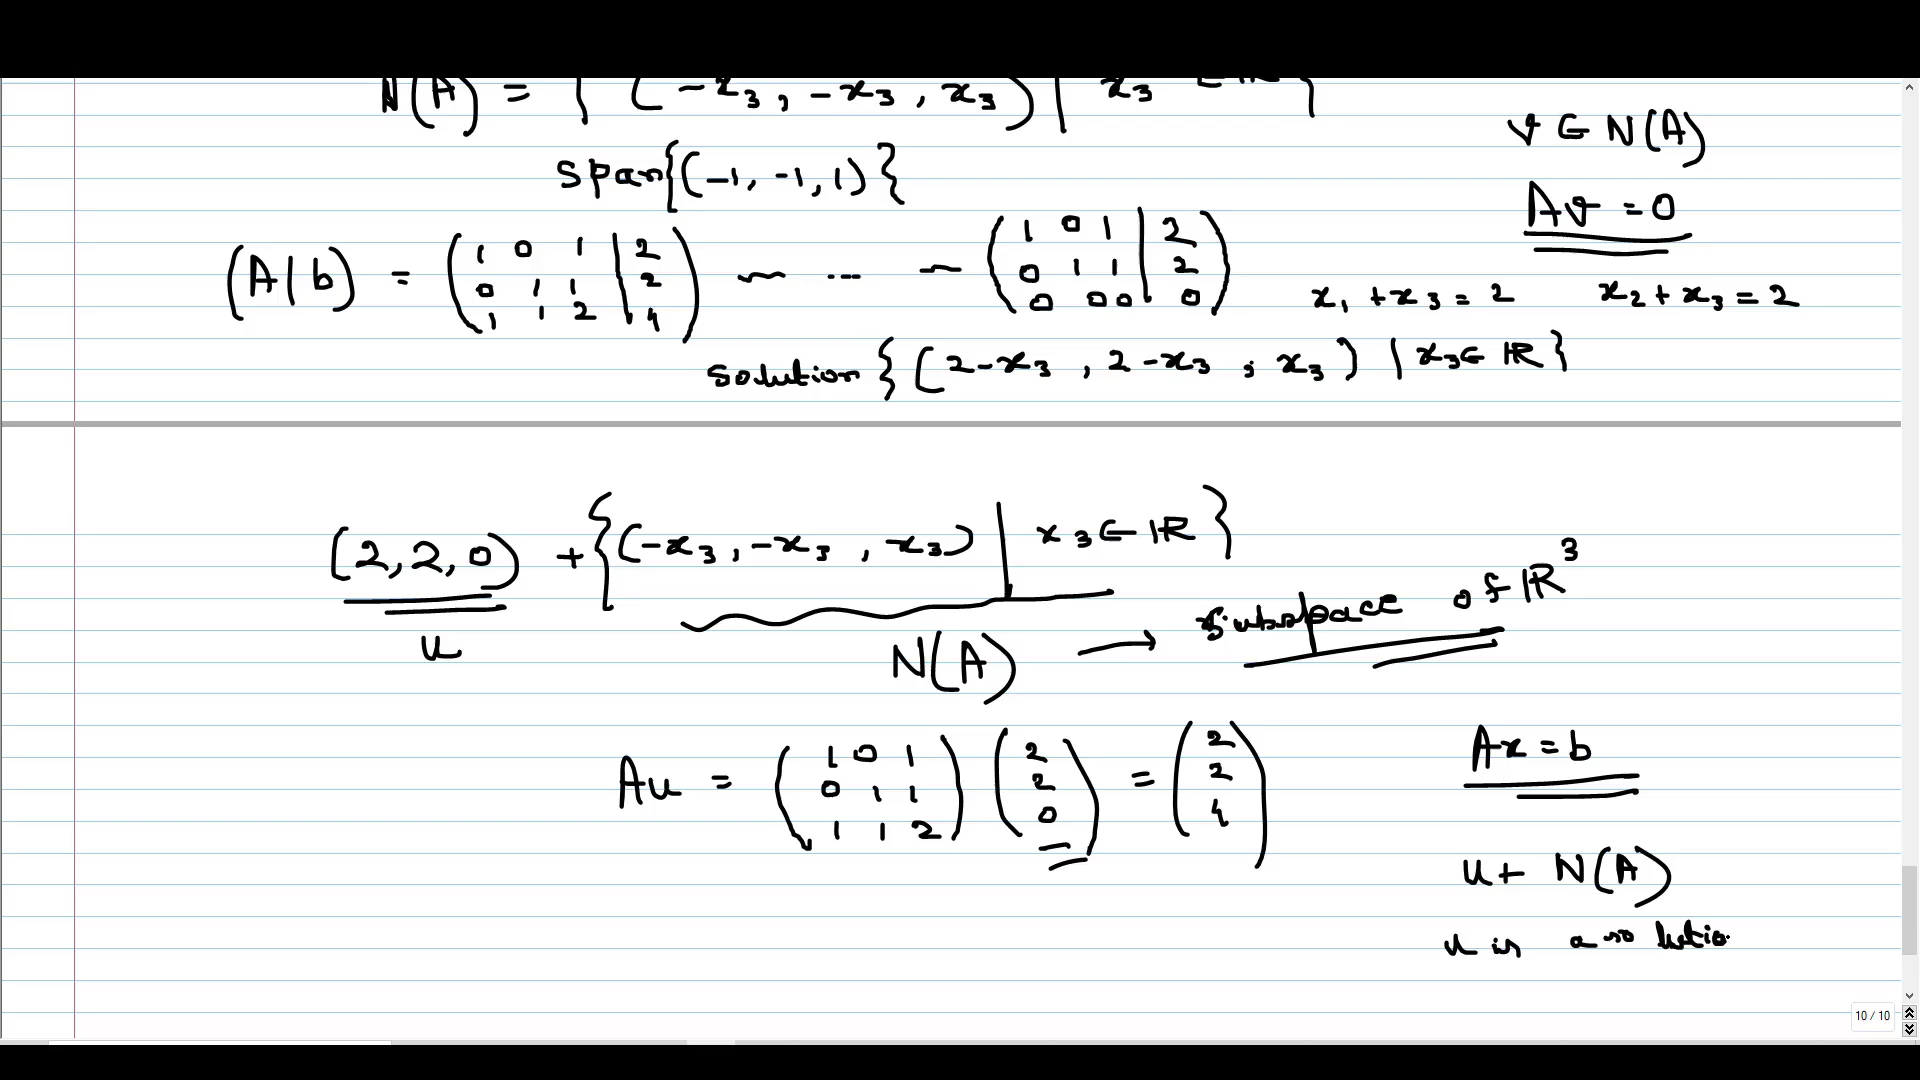 N(A) = { (-x₃, -x₃, x₃) | x₃ ∈ ℝ }
v ∈ N(A)
span{(-1, -1, 1)}
Av = 0
(A|b) = ( 1 0 1 | 2
0 1 1 | 2
1 1 2 | 4 ) ~ ... ~ ( 1 0 1 | 2
0 1 1 | 2
0 0 0 | 0 )
x₁ + x₃ = 2 x₂ + x₃ = 2
solution { (2-x₃, 2-x₃, x₃) | x₃ ∈ ℝ }
(2,2,0) + { (-x₃, -x₃, x₃) | x₃ ∈ ℝ }
u
N(A) → subspace of ℝ³
Au = ( 1 0 1
0 1 1
1 1 2 ) ( 2
2
0 ) = ( 2
2
4 )
Ax = b
u + N(A)
u is a solutio
10 / 10